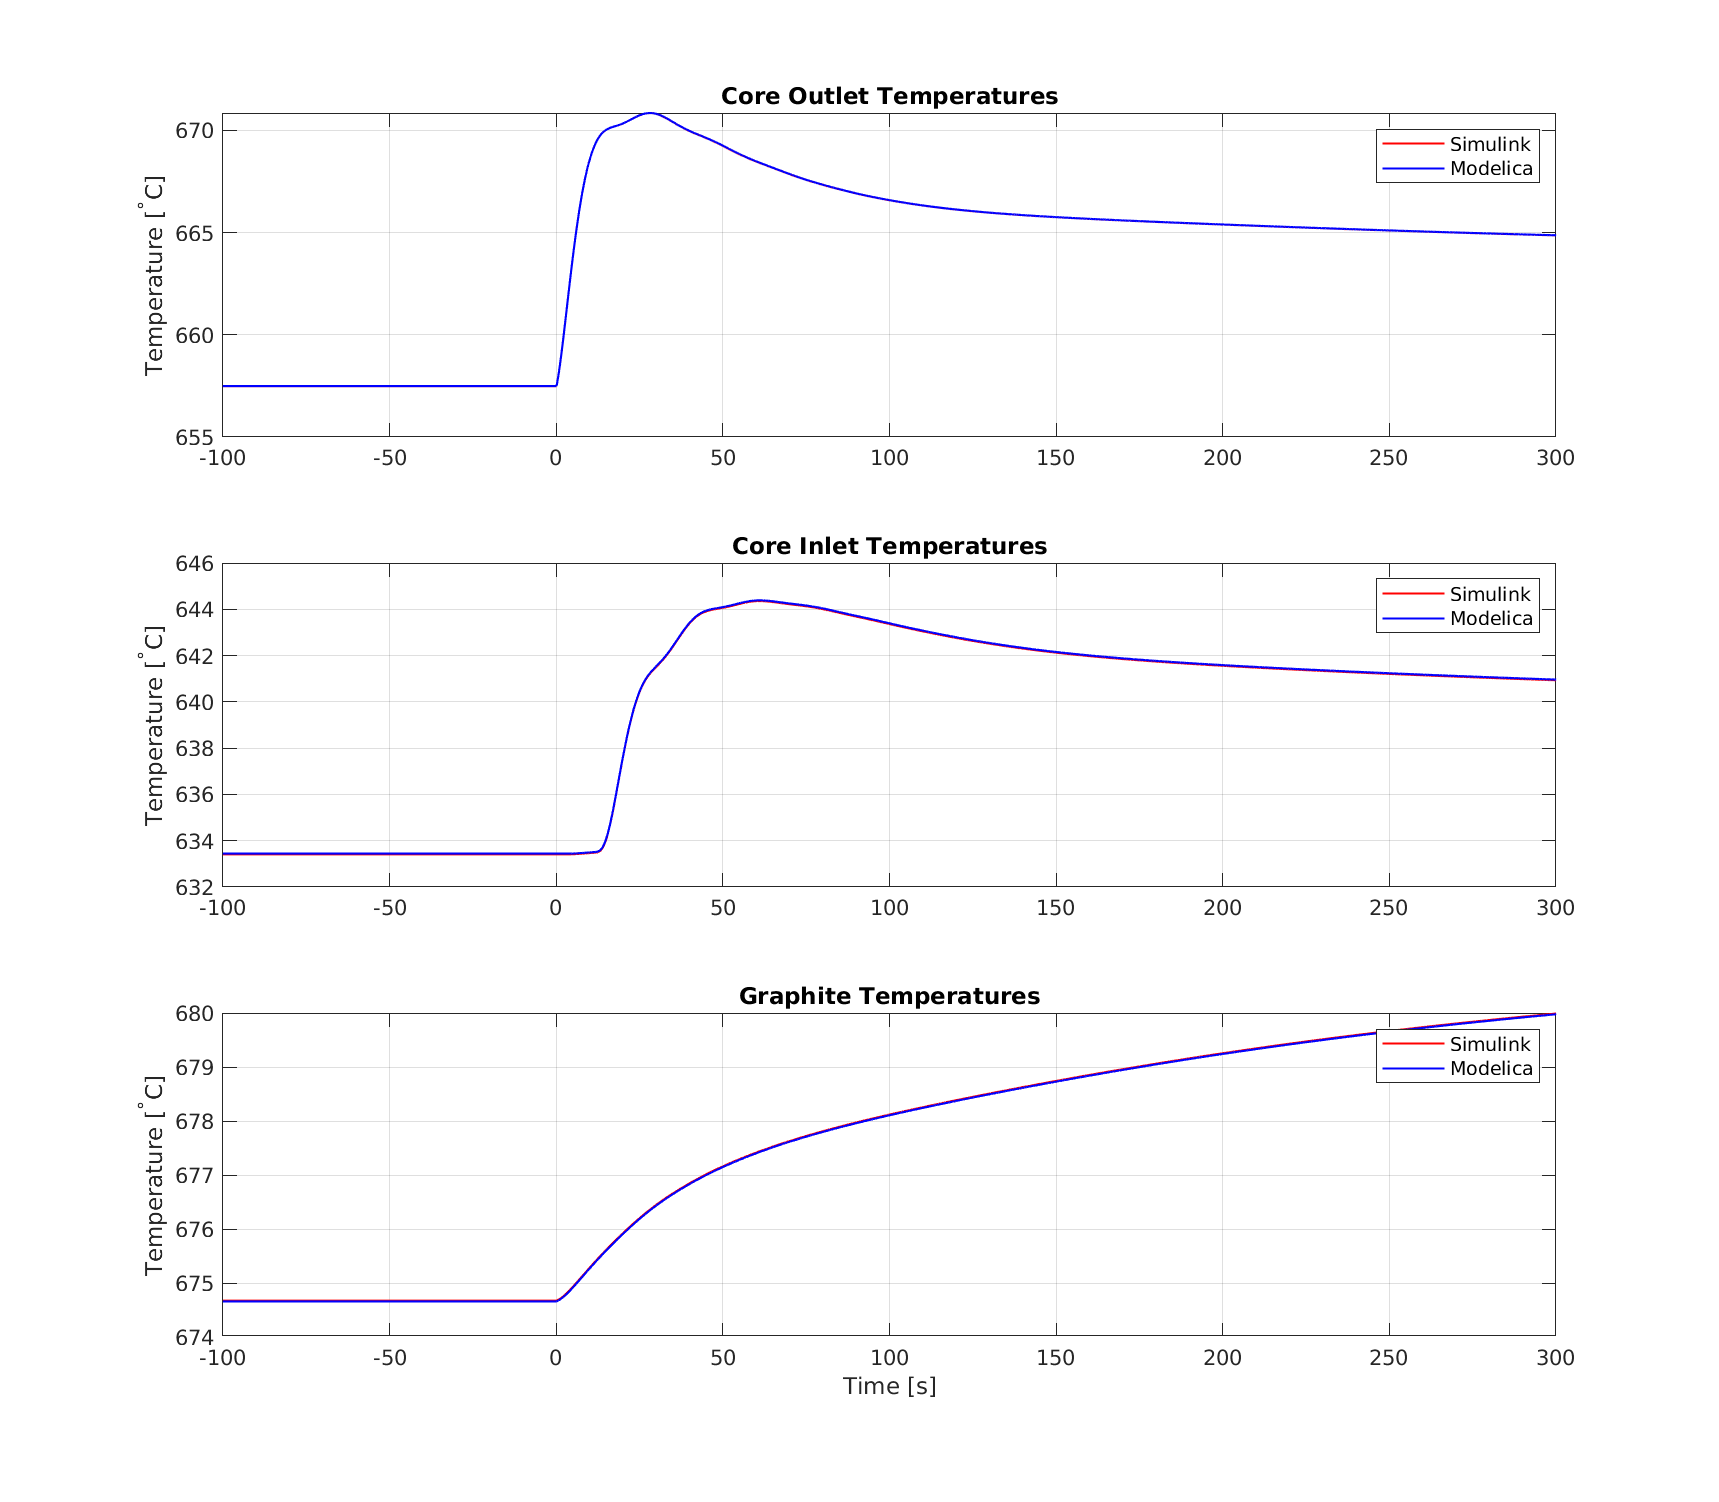 Core Outlet Temperatures
Temperature [°C]
670
665
660
655
-100 -50 0 50 100 150 200 250 300
Simulink
Modelica
Core Inlet Temperatures
Temperature [°C]
646
644
642
640
638
636
634
632
-100 -50 0 50 100 150 200 250 300
Simulink
Modelica
Graphite Temperatures
Temperature [°C]
680
679
678
677
676
675
674
-100 -50 0 50 100 150 200 250 300
Simulink
Modelica
Time [s]